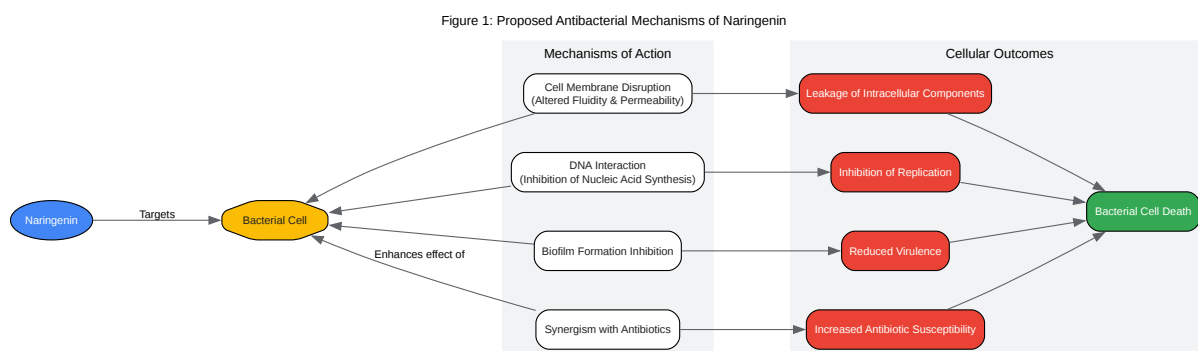 Figure 1: Proposed Antibacterial Mechanisms of Naringenin
Mechanisms of Action
Cellular Outcomes
Cell Membrane Disruption
(Altered Fluidity & Permeability)
Leakage of Intracellular Components
DNA Interaction
(Inhibition of Nucleic Acid Synthesis)
Inhibition of Replication
Naringenin
Targets
Bacterial Cell
Bacterial Cell Death
Biofilm Formation Inhibition
Reduced Virulence
Enhances effect of
Synergism with Antibiotics
Increased Antibiotic Susceptibility